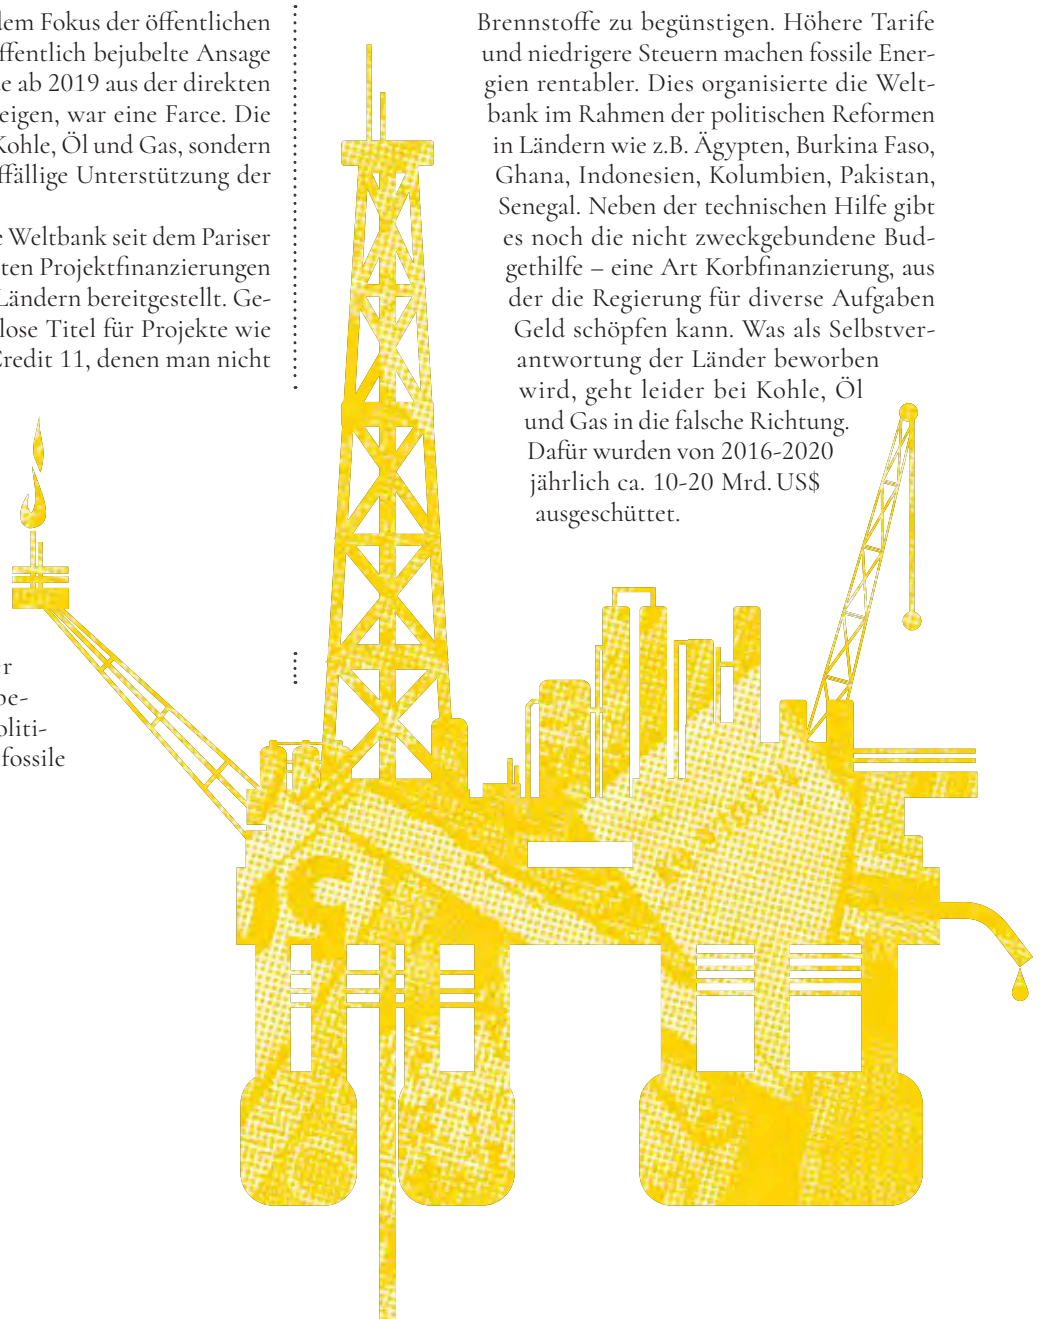 dem Fokus der öffentlichen
ffentlich bejubelte Ansage
e ab 2019 aus der direkten
eigen, war eine Farce. Die
Kohle, Öl und Gas, sondern
ffällige Unterstützung der
e Weltbank seit dem Pariser
ten Projektfinanzierungen
Ländern bereitgestellt. Ge-
lose Titel für Projekte wie
Credit 11, denen man nicht
er
be-
oliti-
fossile
Brennstoffe zu begünstigen. Höhere Tarife
und niedrigere Steuern machen fossile Ener-
gien rentabler. Dies organisierte die Welt-
bank im Rahmen der politischen Reformen
in Ländern wie z.B. Ägypten, Burkina Faso,
Ghana, Indonesien, Kolumbien, Pakistan,
Senegal. Neben der technischen Hilfe gibt
es noch die nicht zweckgebundene Bud-
gethilfe – eine Art Korbfinanzierung, aus
der die Regierung für diverse Aufgaben
Geld schöpfen kann. Was als Selbstver-
antwortung der Länder beworben
wird, geht leider bei Kohle, Öl
und Gas in die falsche Richtung.
Dafür wurden von 2016-2020
jährlich ca. 10-20 Mrd. US$
ausgeschüttet.